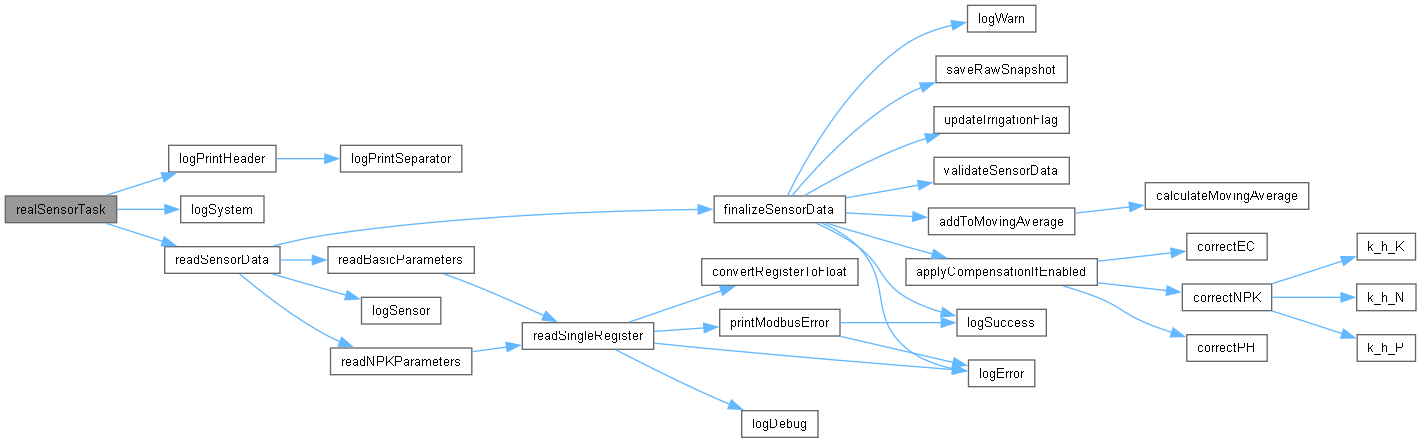 realSensorTask
logPrintHeader
logPrintSeparator
logSystem
readSensorData
readBasicParameters
logSensor
readNPKParameters
readSingleRegister
finalizeSensorData
convertRegisterToFloat
printModbusError
logDebug
logWarn
saveRawSnapshot
updateIrrigationFlag
validateSensorData
addToMovingAverage
calculateMovingAverage
applyCompensationIfEnabled
logSuccess
logError
correctEC
correctNPK
correctPH
k_h_K
k_h_N
k_h_P